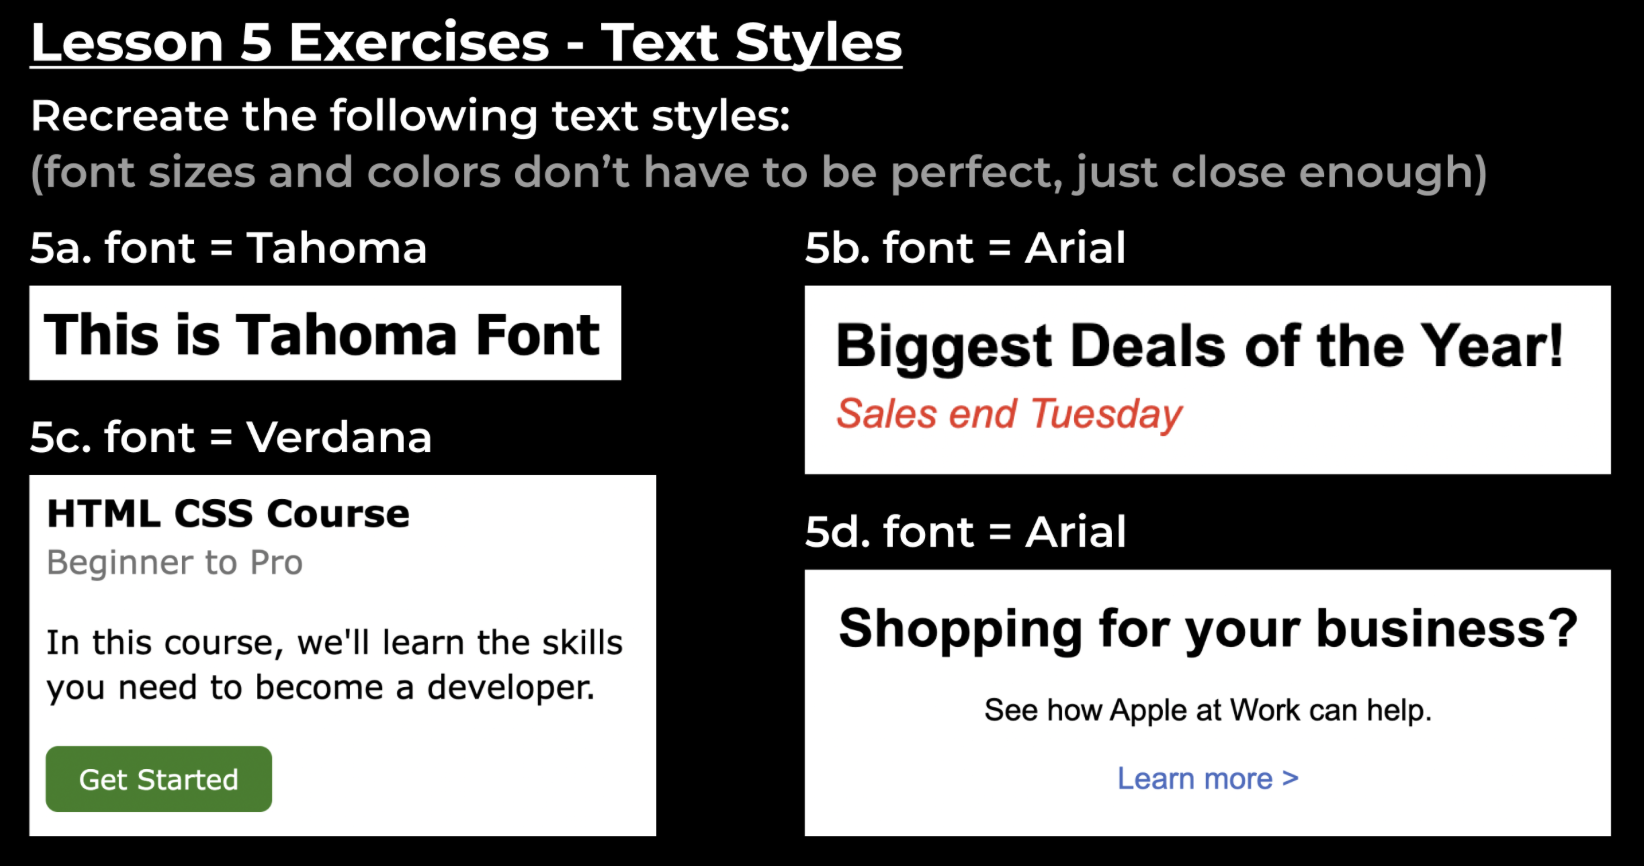 Lesson 5 Exercises - Text Styles
Recreate the following text styles:
(font sizes and colors don’t have to be perfect, just close enough)
5a. font = Tahoma
This is Tahoma Font
5b. font = Arial
Biggest Deals of the Year!
Sales end Tuesday
5c. font = Verdana
HTML CSS Course
Beginner to Pro
In this course, we'll learn the skills
you need to become a developer.
Get Started
5d. font = Arial
Shopping for your business?
See how Apple at Work can help.
Learn more >